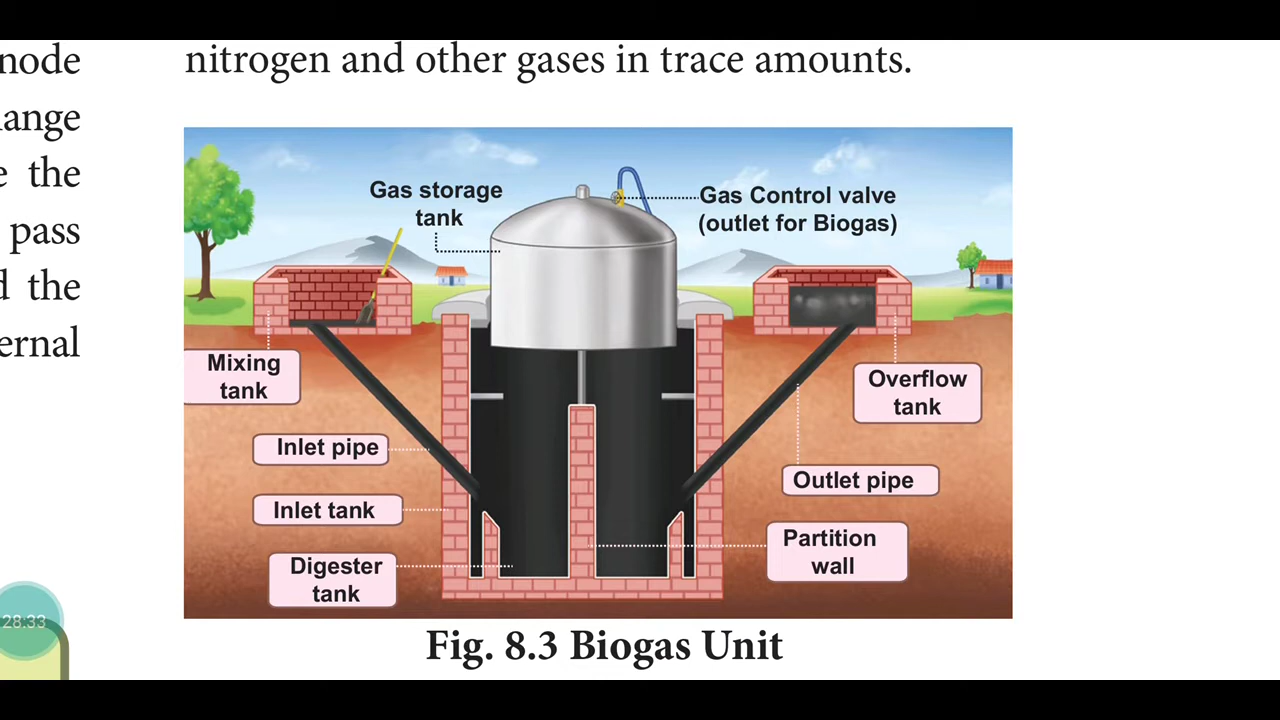 node
ange
e the
pass
d the
ernal
nitrogen and other gases in trace amounts.
Gas storage
tank
Gas Control valve
(outlet for Biogas)
Mixing
tank
Overflow
tank
Inlet pipe
Outlet pipe
Inlet tank
Partition
wall
Digester
tank
Fig. 8.3 Biogas Unit
28:33